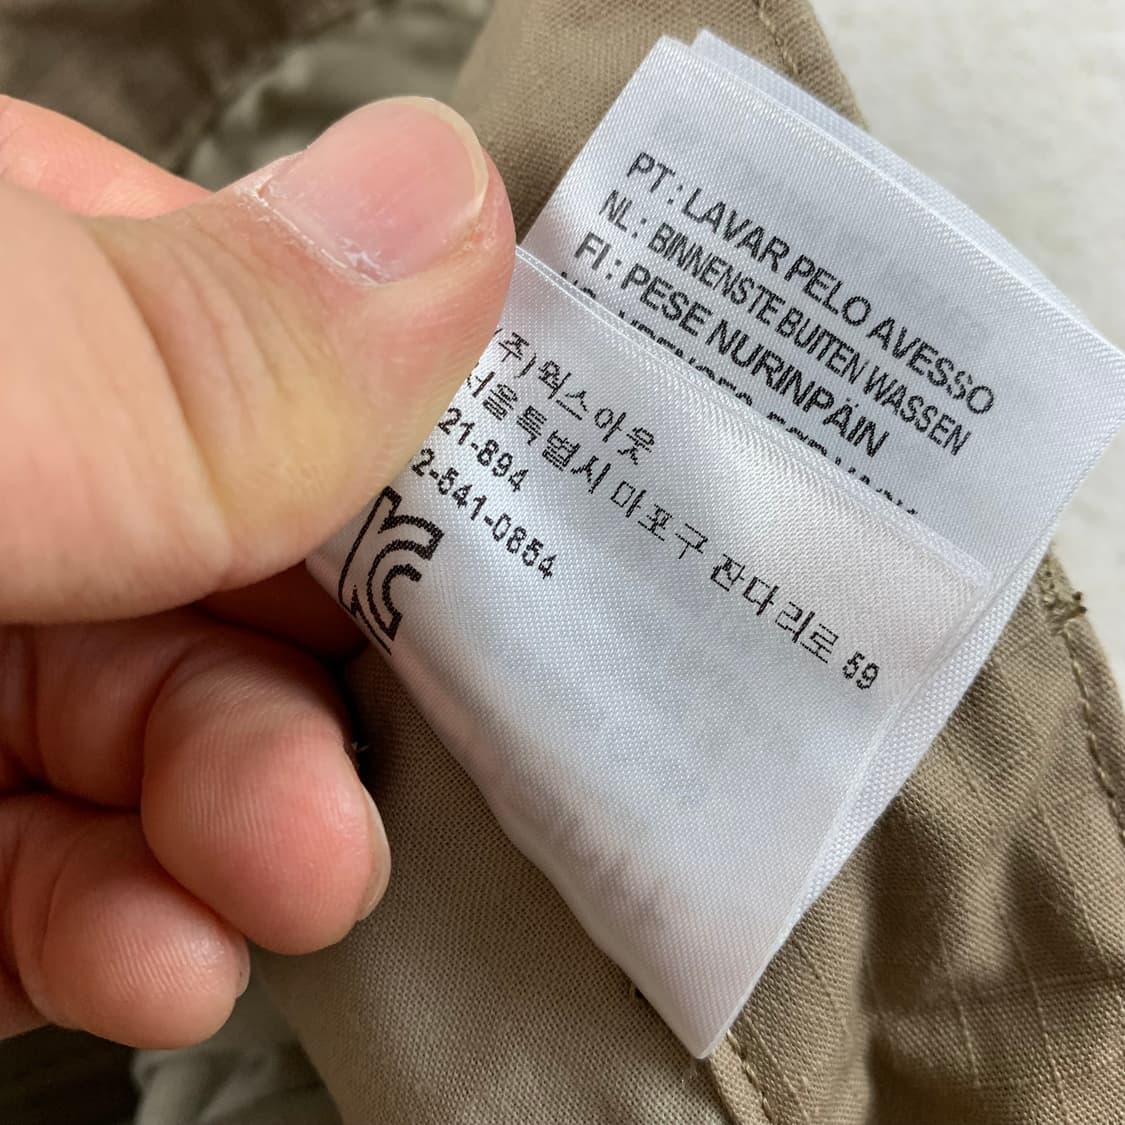 PT: LAVAR PELO AVESSO
NL: BINNENSTE BUITEN WASSEN
FI: PESE NURINPÄIN
(주)웍스아웃
서울특별시 마포구 잔다리로 59
21-894
2-541-0854